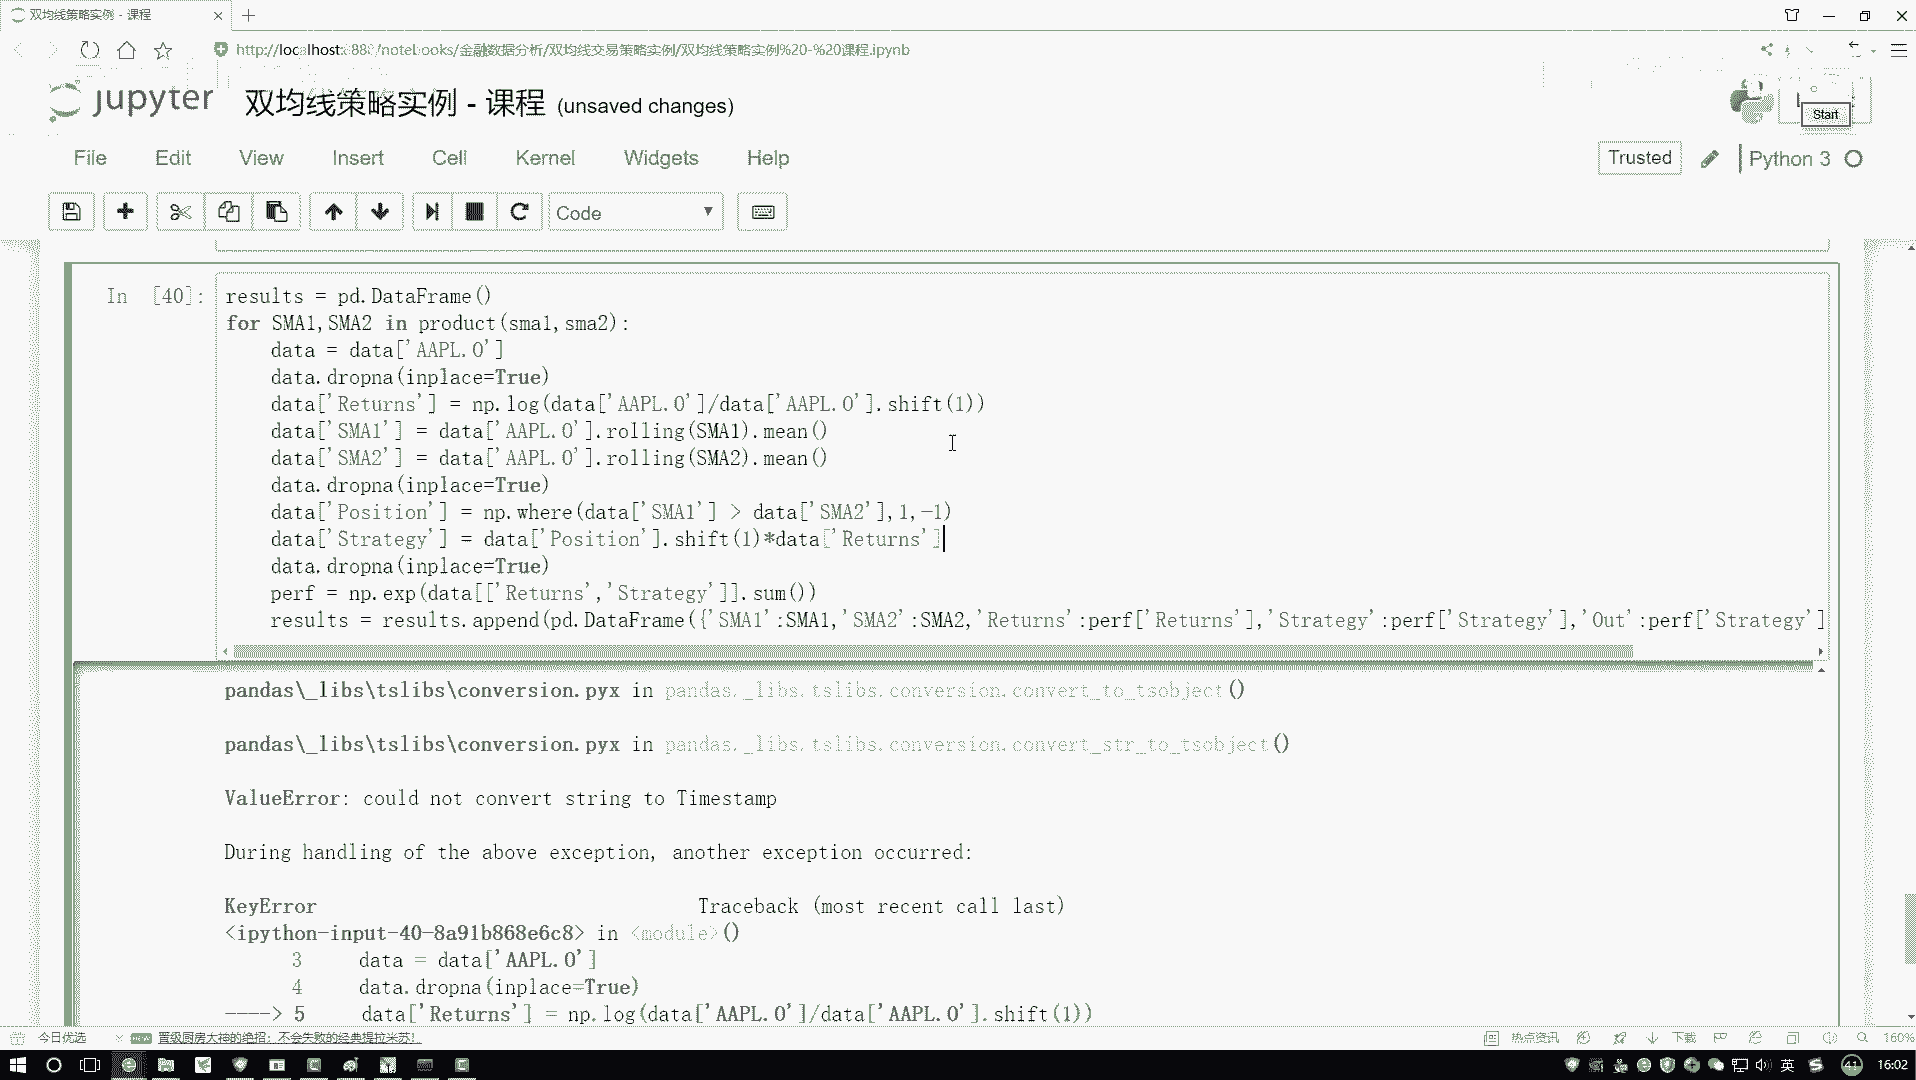 双均线策略实例 - 课程
http://localhost:888/notebooks/金融数据分析/双均线交易策略实例/双均线策略实例%20-%20课程.ipynb
jupyter 双均线策略实例 - 课程 (unsaved changes)
Start
File Edit View Insert Cell Kernel Widgets Help
Trusted Python 3
Code
In [40]: results = pd.DataFrame()
for SMA1,SMA2 in product(sma1,sma2):
data = data['AAPL.O']
data.dropna(inplace=True)
data['Returns'] = np.log(data['AAPL.O']/data['AAPL.O'].shift(1))
data['SMA1'] = data['AAPL.O'].rolling(SMA1).mean()
data['SMA2'] = data['AAPL.O'].rolling(SMA2).mean()
data.dropna(inplace=True)
data['Position'] = np.where(data['SMA1'] > data['SMA2'],1,-1)
data['Strategy'] = data['Position'].shift(1)*data['Returns']
data.dropna(inplace=True)
perf = np.exp(data[['Returns','Strategy']].sum())
results = results.append(pd.DataFrame({'SMA1':SMA1,'SMA2':SMA2,'Returns':perf['Returns'],'Strategy':perf['Strategy'],'Out':perf['Strategy']
pandas\_libs\tslibs\conversion.pyx in pandas._libs.tslibs.conversion.convert_to_tsobject()
pandas\_libs\tslibs\conversion.pyx in pandas._libs.tslibs.conversion.convert_str_to_tsobject()
ValueError: could not convert string to Timestamp
During handling of the above exception, another exception occurred:
KeyError Traceback (most recent call last)
<ipython-input-40-8a91b868e6c8> in <module>()
3 data = data['AAPL.O']
4 data.dropna(inplace=True)
----> 5 data['Returns'] = np.log(data['AAPL.O']/data['AAPL.O'].shift(1))
今日优选 NEW 晋级厨房大神的绝招:不会失败的经典提拉米苏! 热点资讯 下载 160%
英 41 16:02